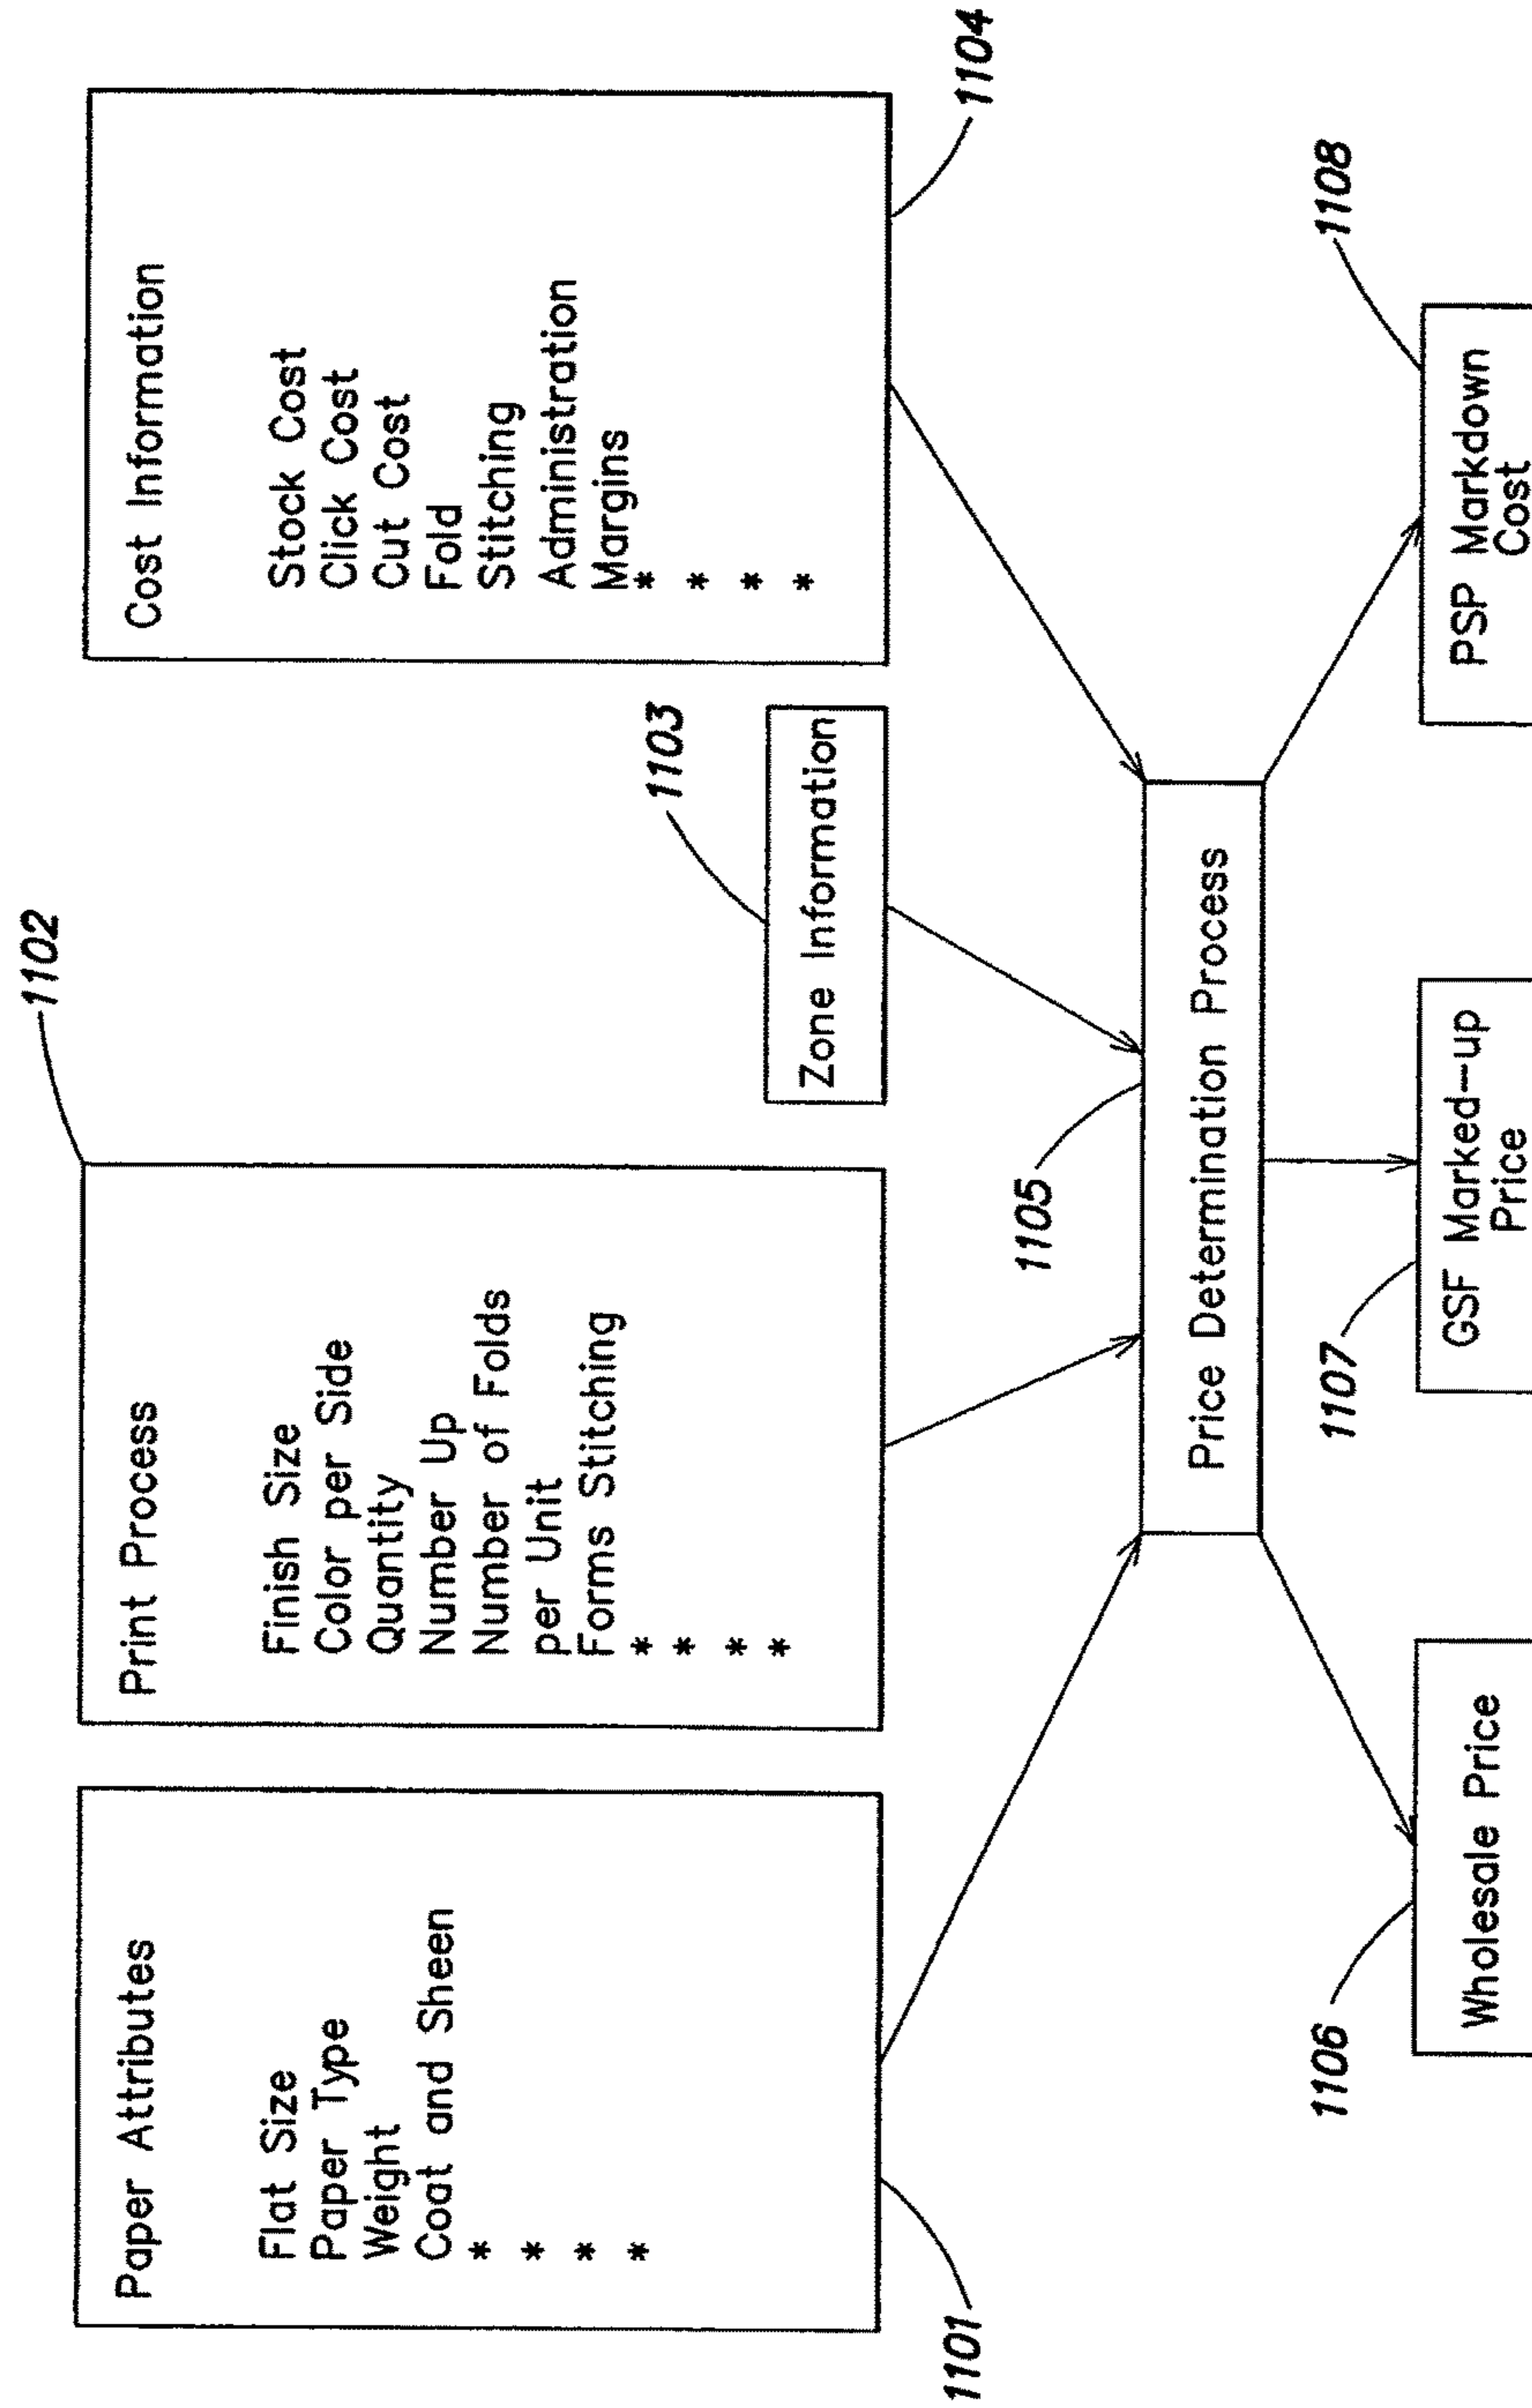 1102
Paper Attributes
Flat Size
Paper Type
Weight
Coat and Sheen
*
*
*
*
1101
Print Process
Finish Size
Color per Side
Quantity
Number Up
Number of Folds
per Unit
Forms Stitching
*
*
*
*
1103
Zone Information
Cost Information
Stock Cost
Click Cost
Cut Cost
Fold
Stitching
Administration
Margins
*
*
*
*
1104
1105
Price Determination Process
1106
Wholesale Price
1107
GSF Marked-up
Price
1108
PSP Markdown
Cost